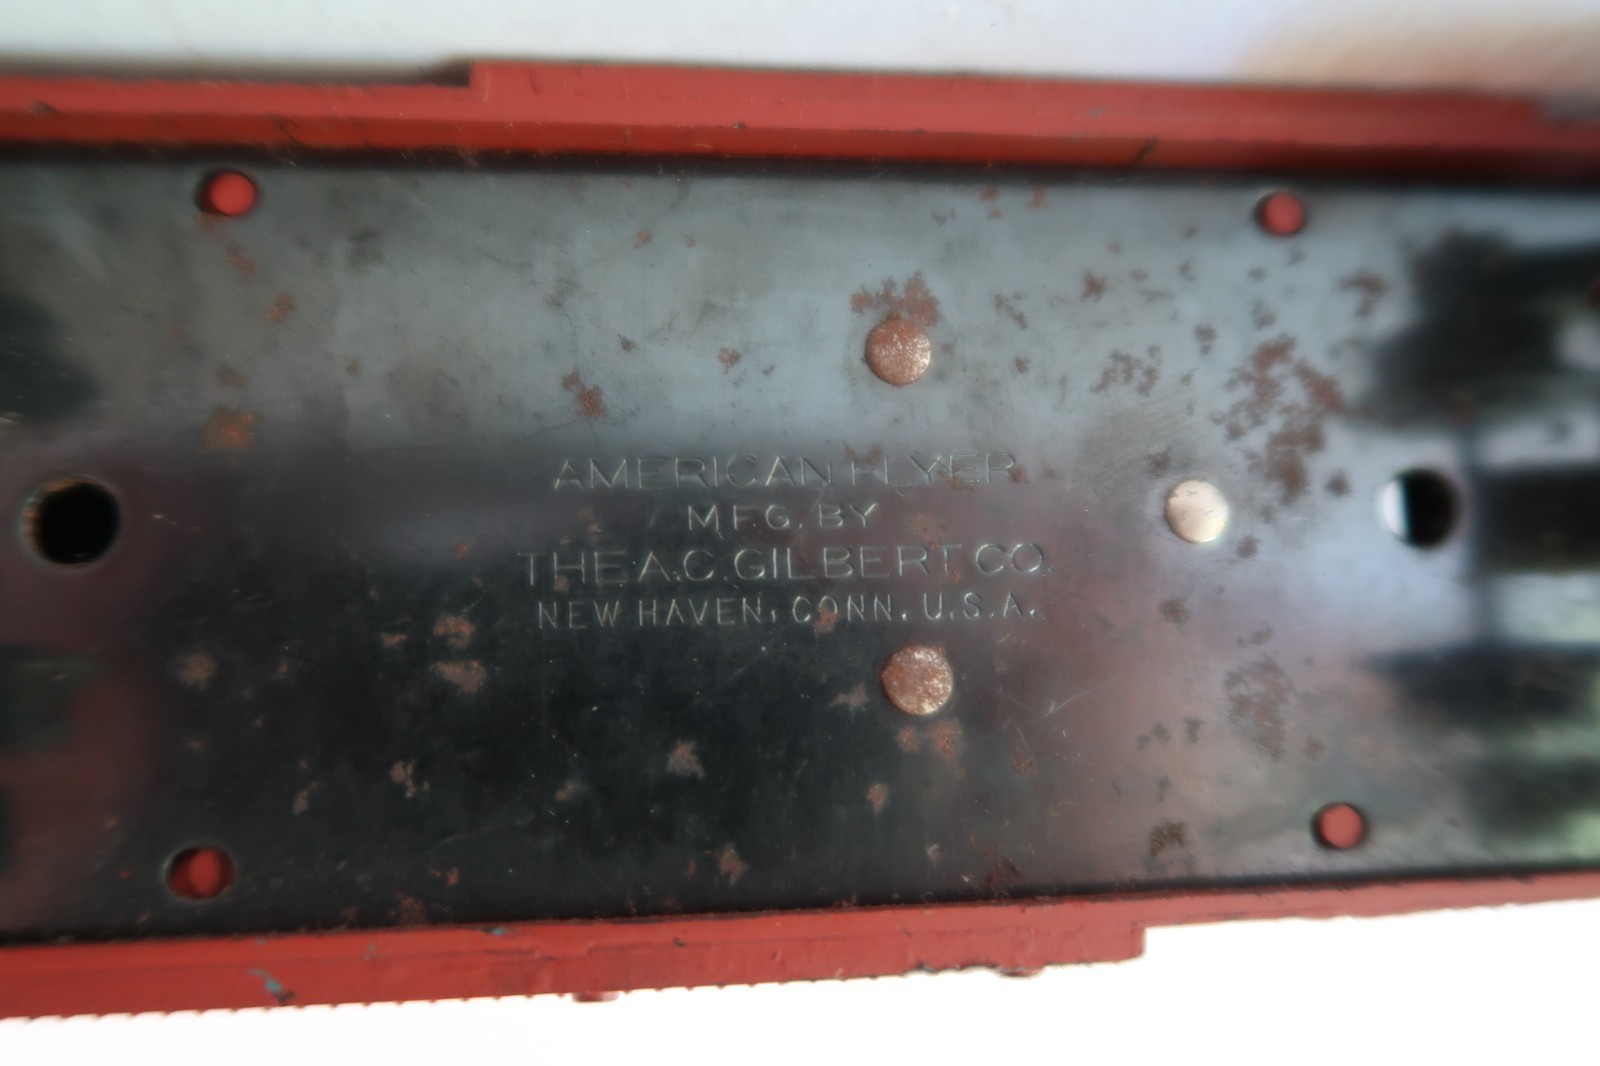 AMERICAN FLYER
MFG. BY
THE A.C. GILBERT CO.
NEW HAVEN, CONN. U.S.A.